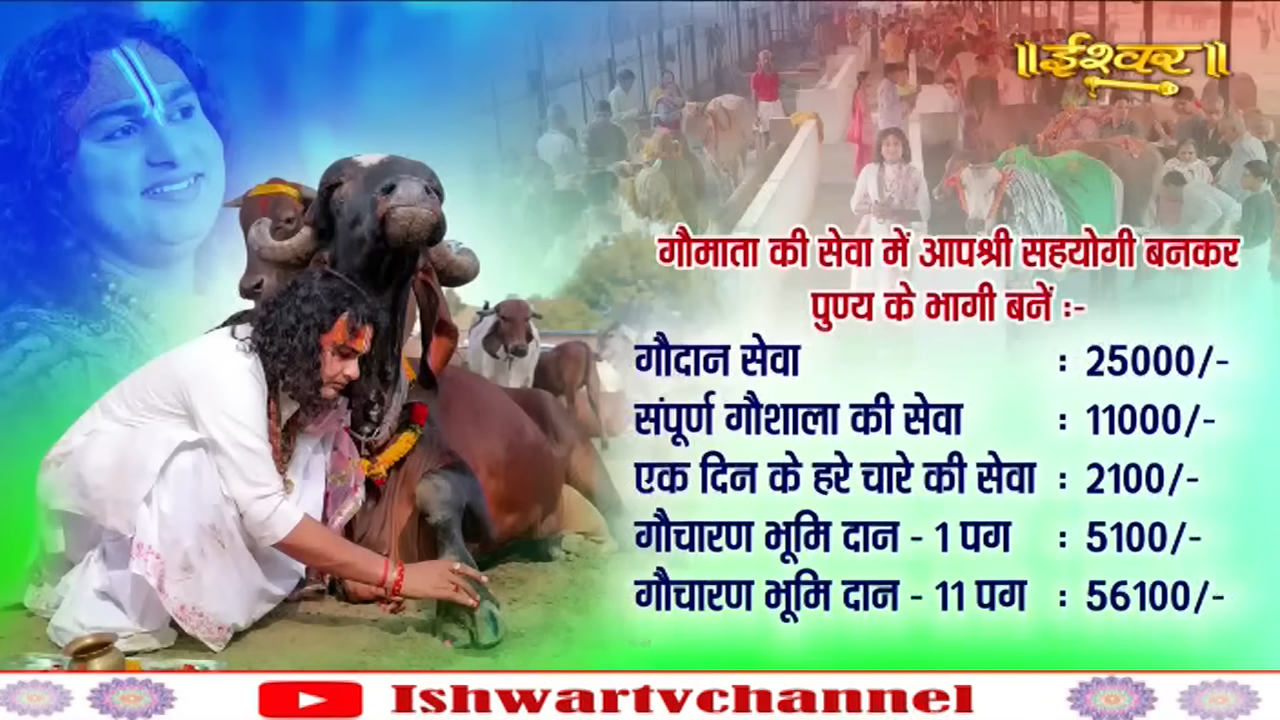 ॥ईश्वर॥
गौमाता की सेवा में आपश्री सहयोगी बनकर
पुण्य के भागी बनें :-
गौदान सेवा : 25000/-
संपूर्ण गौशाला की सेवा : 11000/-
एक दिन के हरे चारे की सेवा : 2100/-
गौचारण भूमि दान - 1 पग : 5100/-
गौचारण भूमि दान - 11 पग : 56100/-
Ishwartvchannel